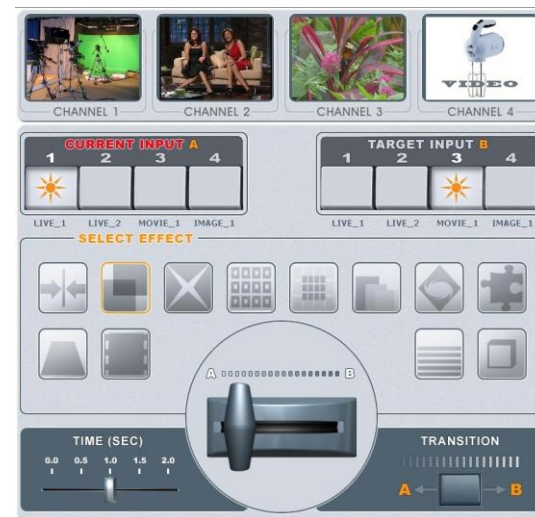 VIDEO
CHANNEL 1 CHANNEL 2 CHANNEL 3 CHANNEL 4
CURRENT INPUT A
1 2 3 4
LIVE_1 LIVE_2 MOVIE_1 IMAGE_1
TARGET INPUT B
1 2 3 4
LIVE_1 LIVE_2 MOVIE_1 IMAGE_1
SELECT EFFECT
A B
TIME (SEC)
0.0 0.5 1.0 1.5 2.0
TRANSITION
A B